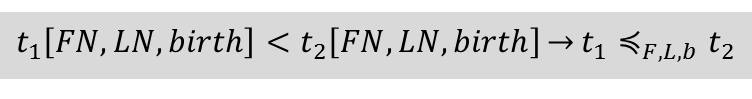 t₁[FN, LN, birth] < t₂[FN, LN, birth] → t₁ ≼F,L,b t₂